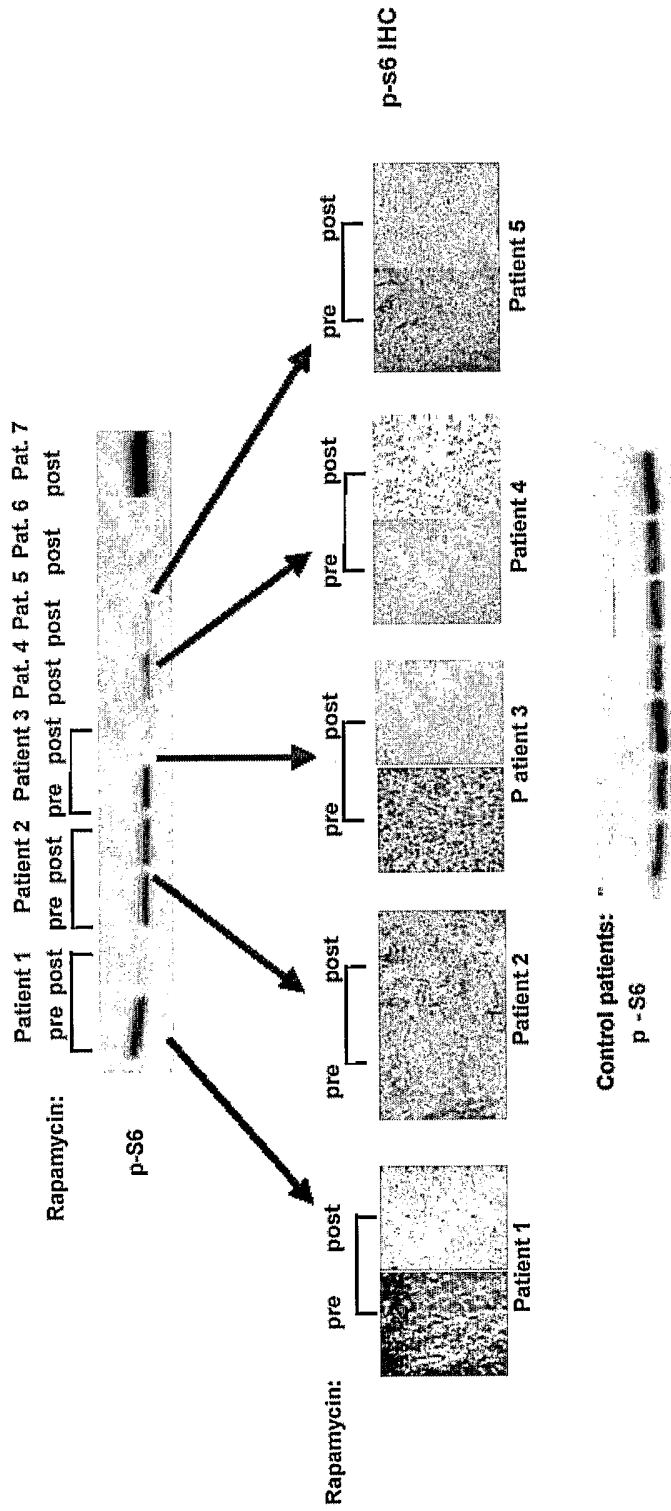 Patient 1 Patient 2 Patient 3 Pat. 4 Pat. 5 Pat. 6 Pat. 7
Rapamycin: pre post pre post pre post post post post post
p-S6
Rapamycin: pre post pre post pre post pre post pre post
p-s6 IHC
Patient 1 Patient 2 Patient 3 Patient 4 Patient 5
Control patients:
p - S6